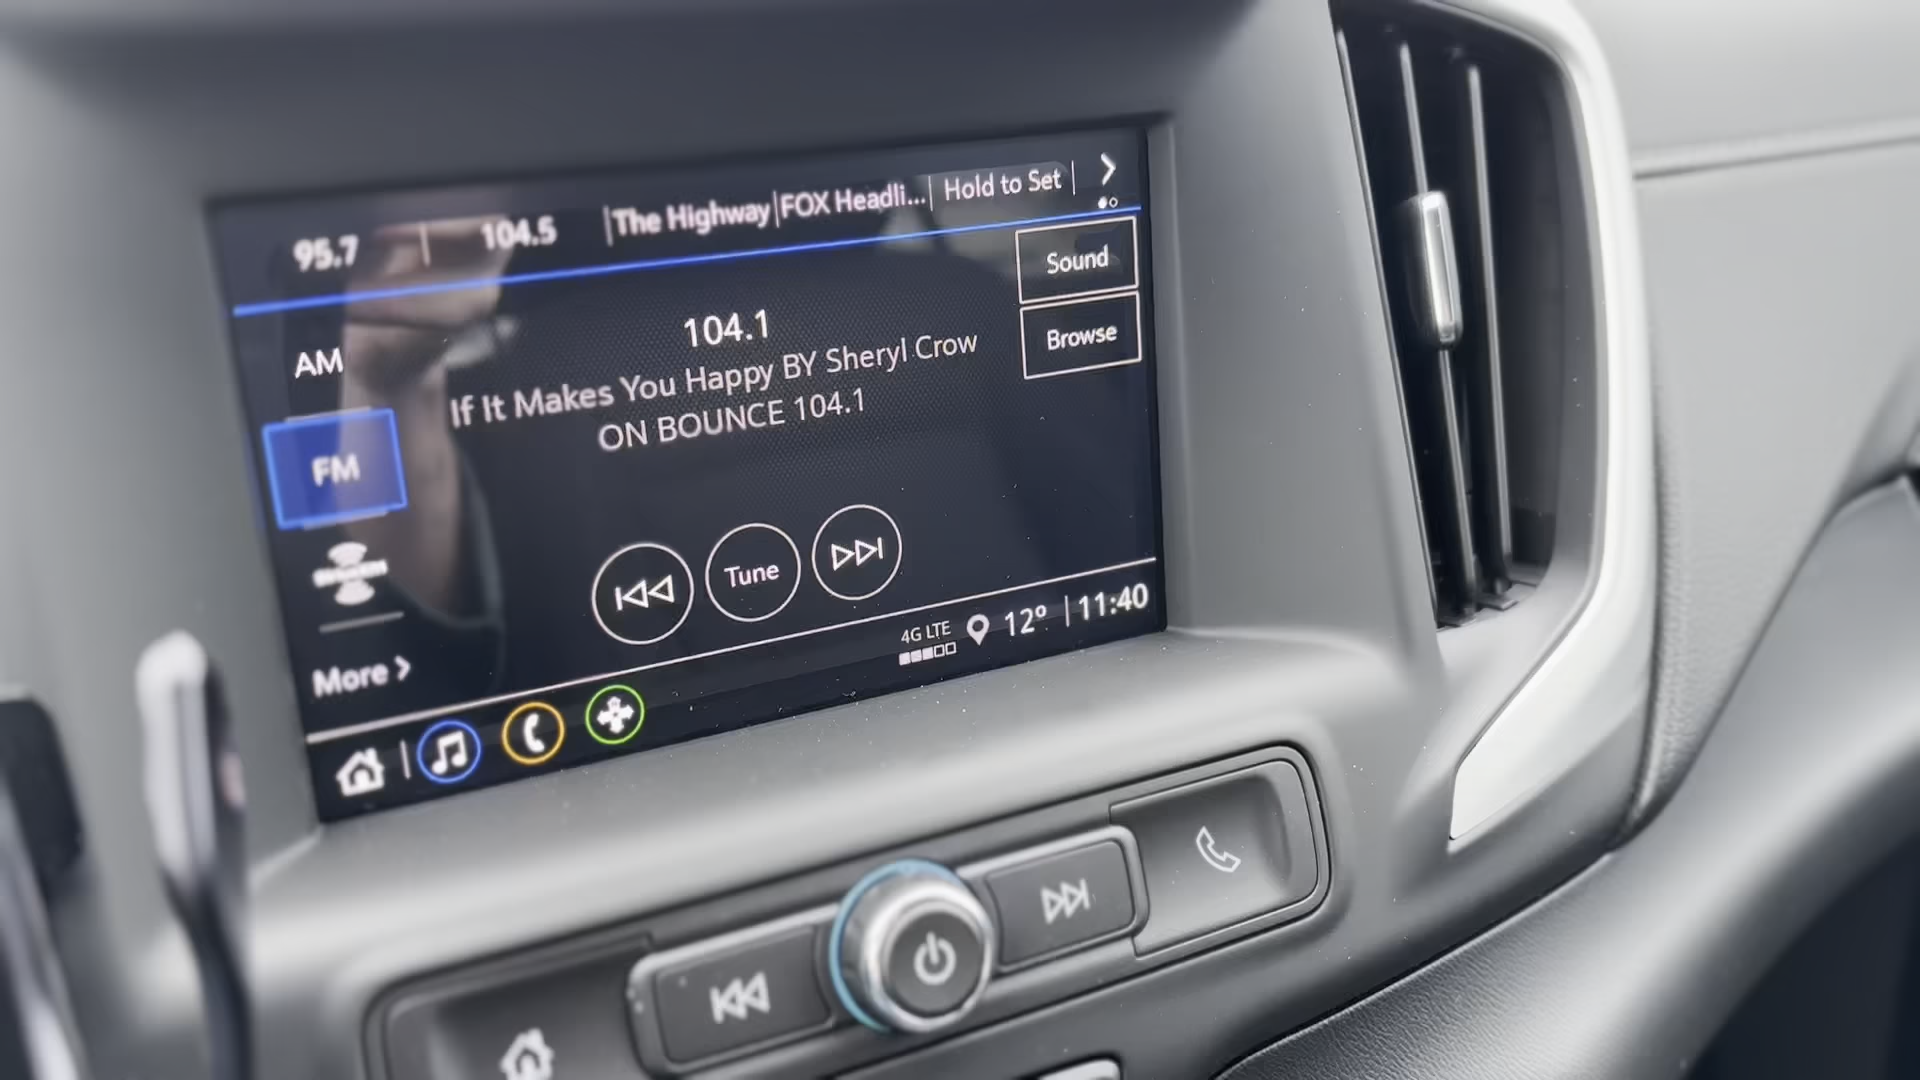 95.7 104.5 The Highway FOX Headli... Hold to Set
Sound
104.1
AM
If It Makes You Happy BY Sheryl Crow
Browse
ON BOUNCE 104.1
FM
Tune
More
4G LTE 12° 11:40